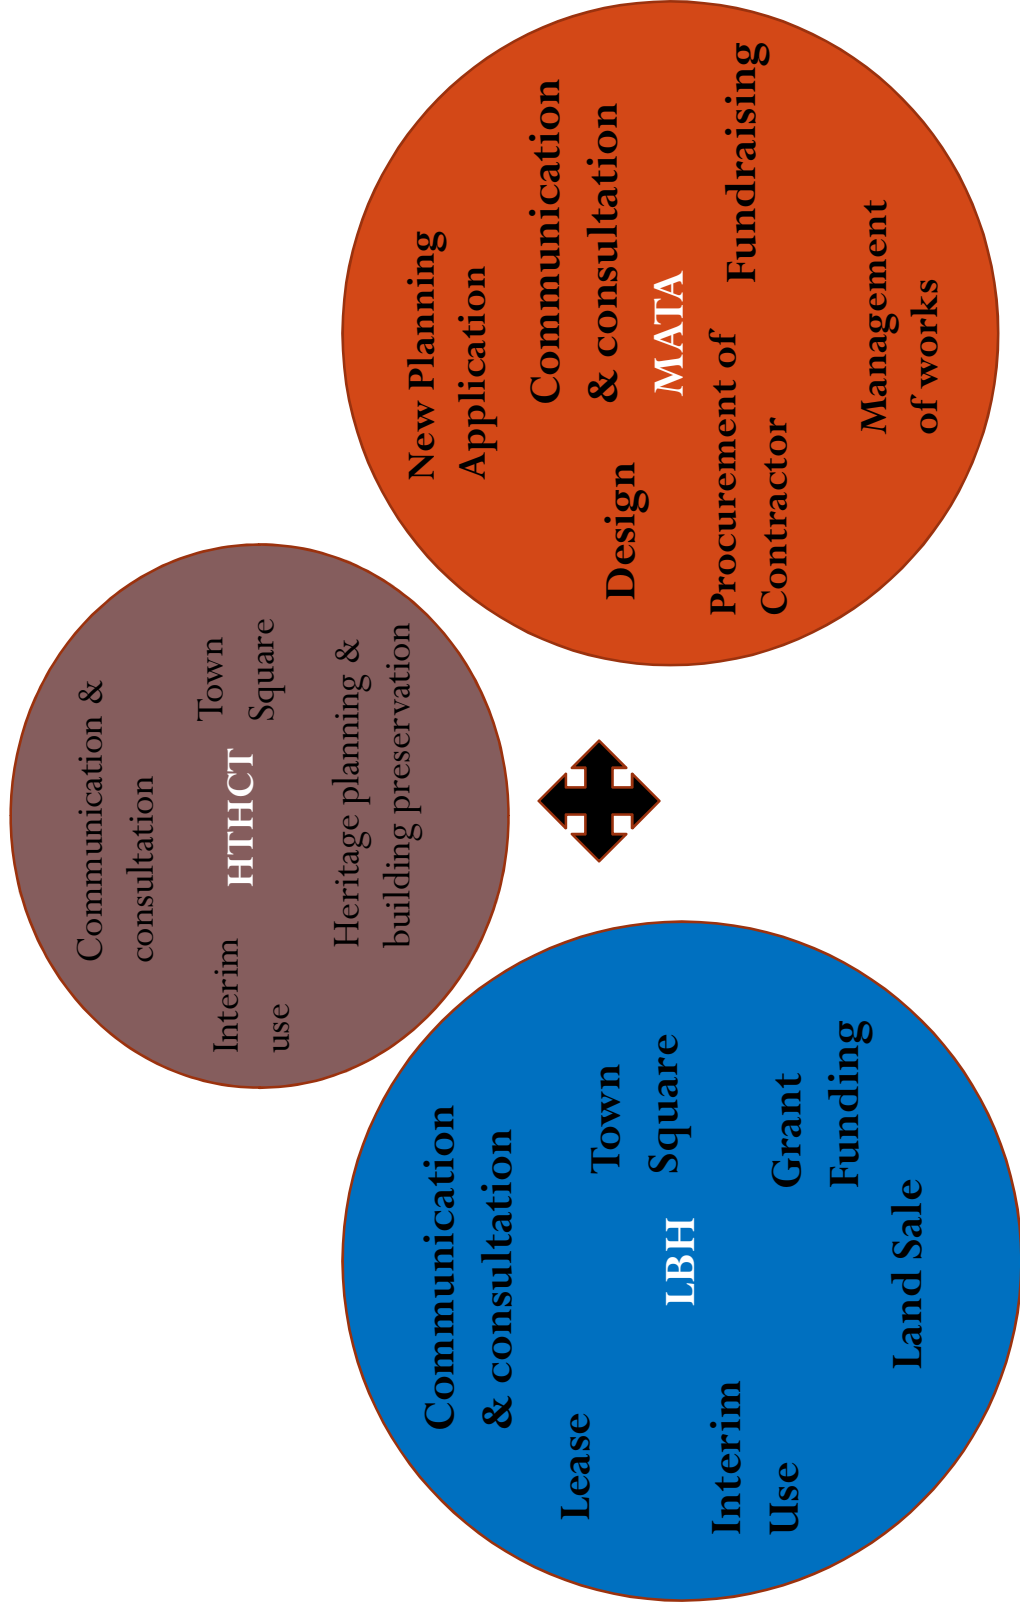 Communication &
consultation
Interim
use
HTHCT
Town
Square
Heritage planning &
building preservation
Communication
& consultation
Lease
Town
Square
LBH
Interim
Use
Grant
Funding
Land Sale
New Planning
Application
Communication
& consultation
Design
MATA
Procurement of
Contractor
Fundraising
Management
of works